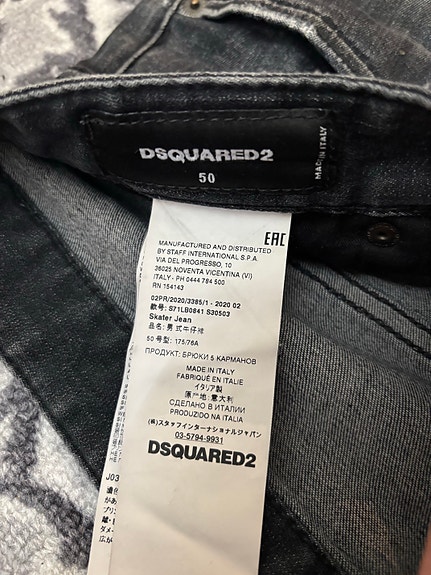 DSQUARED2
50
MADE IN ITALY
EAC
MANUFACTURED AND DISTRIBUTED
BY STAFF INTERNATIONAL S.P.A.
VIA DEL PROGRESSO, 10
36025 NOVENTA VICENTINA (VI)
ITALY - PH 0444 784 500
RN 154143
02PR/2020/3385/1 - 2020 02
款号: S71LB0841 S30503
Skater Jean
品名: 男式牛仔裤
50 号型: 175/76A
ПРОДУКТ: БРЮКИ 5 КАРМАНОВ
MADE IN ITALY
FABRIQUÉ EN ITALIE
イタリア製
原产地: 意大利
СДЕЛАНО В ИТАЛИИ
PRODUZIDO NA ITALIA
(株)スタッフインターナショナルジャパン
03-5794-9931
DSQUARED2
J03